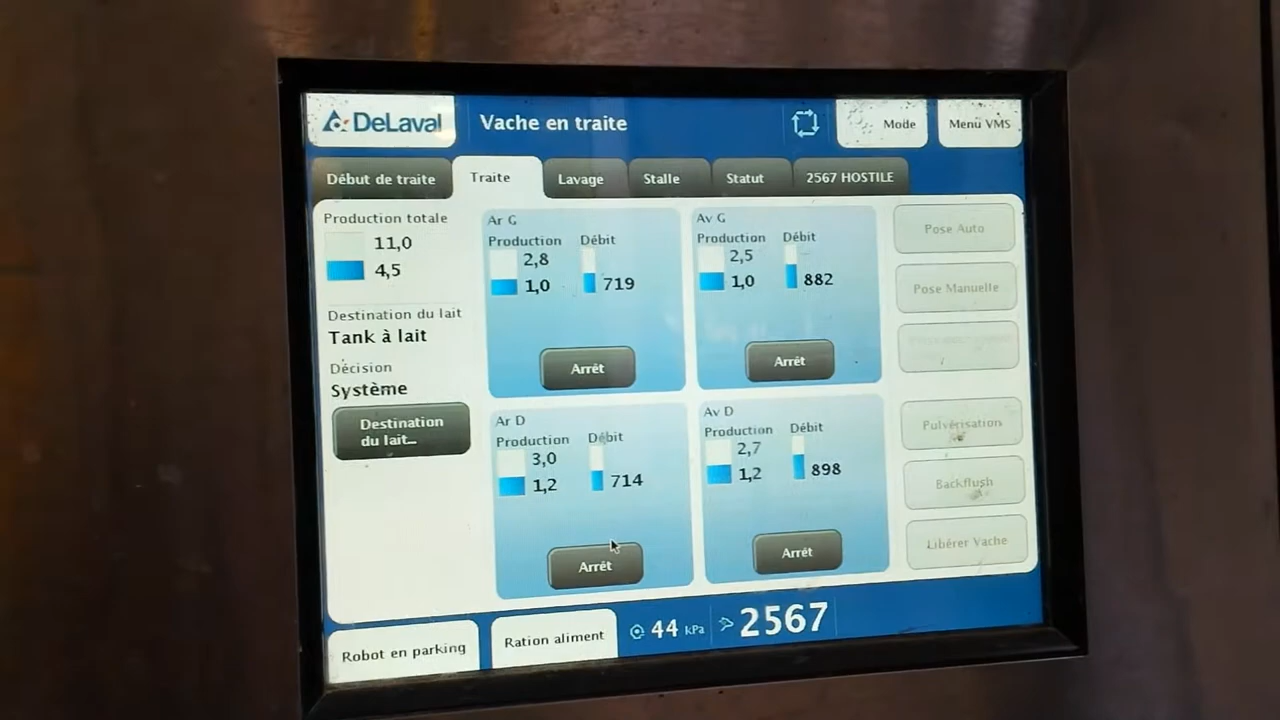 DeLaval
Vache en traite
Mode
Menu VMS
Début de traite
Traite
Lavage
Stalle
Statut
2567 HOSTILE
Production totale
11,0
4,5
Destination du lait
Tank à lait
Décision
Système
Destination
du lait...
Ar G
Production Débit
2,8
1,0 719
Arrêt
Av G
Production Débit
2,5
1,0 882
Arrêt
Ar D
Production Débit
3,0
1,2 714
Arrêt
Av D
Production Débit
2,7
1,2 898
Arrêt
Pose Auto
Pose Manuelle
Pulvérisation
Backflush
Libérer Vache
Robot en parking
Ration aliment
44 kPa
2567